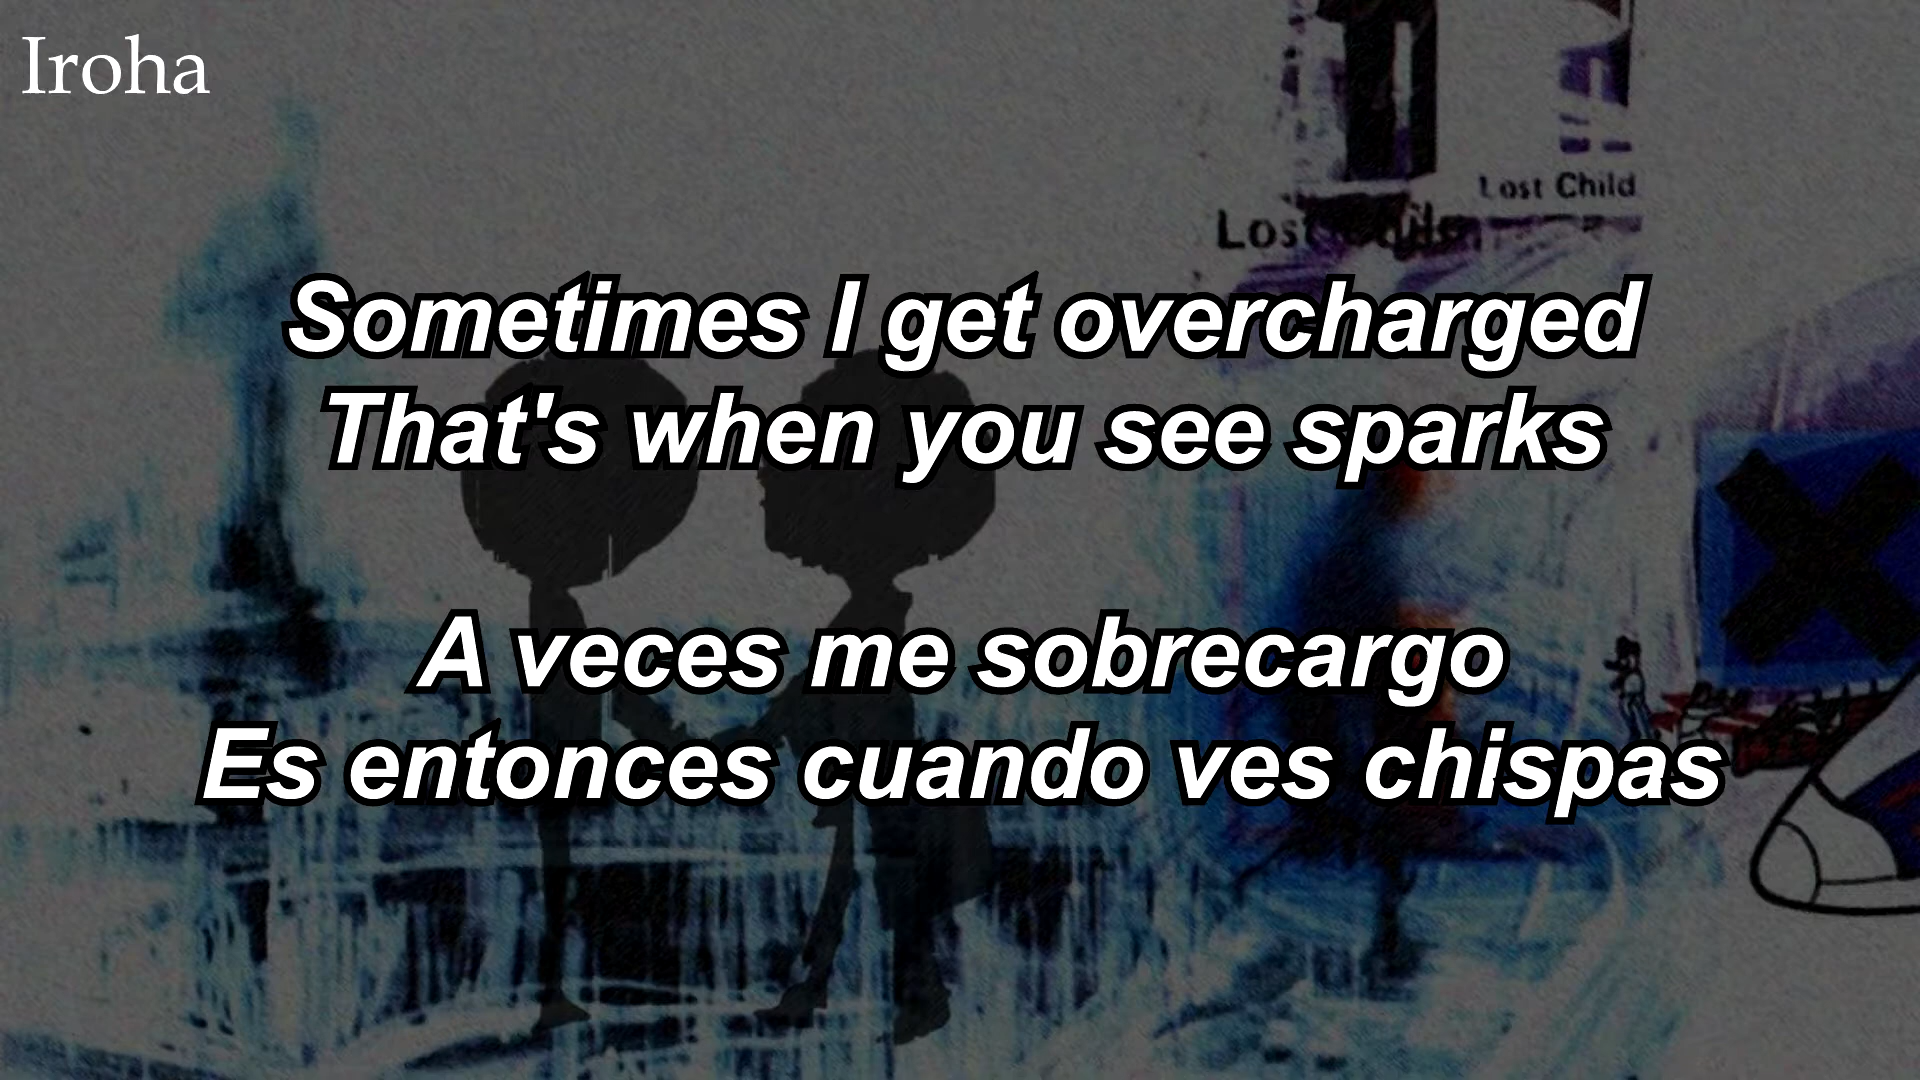 Iroha
Lost Child
Lost
Sometimes I get overcharged
That's when you see sparks
A veces me sobrecargo
Es entonces cuando ves chispas